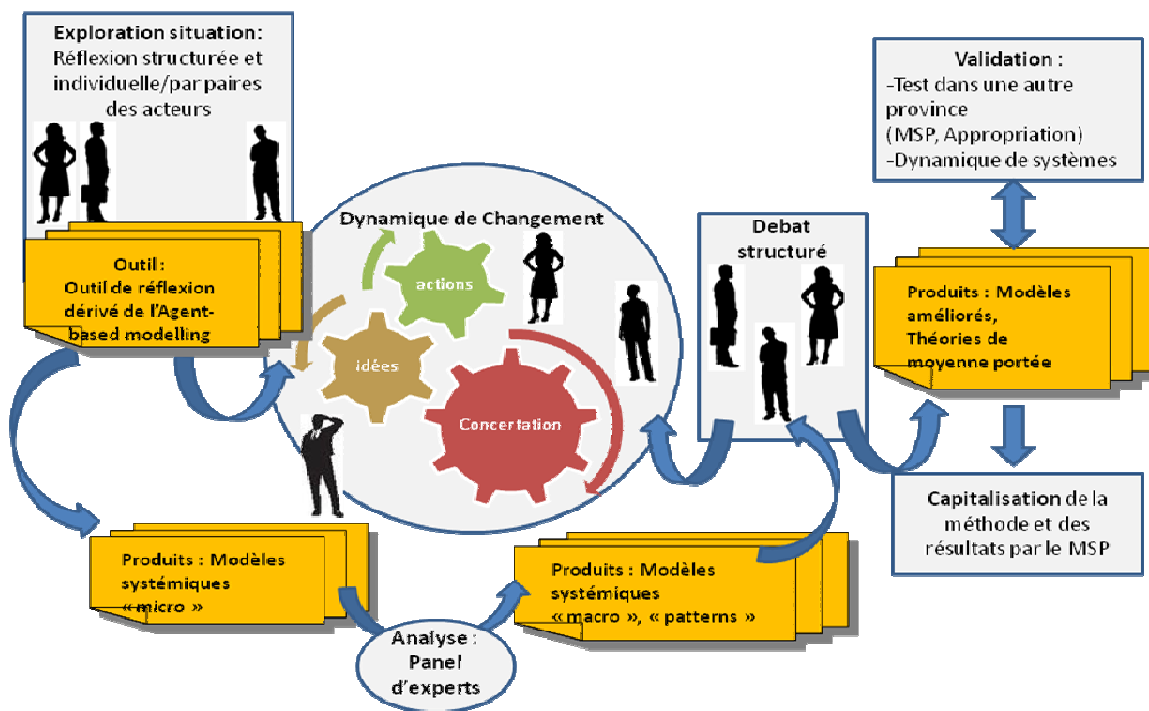 Exploration situation:
Réflexion structurée et
individuelle/par paires
des acteurs
Outil :
Outil de réflexion
dérivé de l'Agent-
based modelling
Dynamique de Changement
actions
idées
Concertation
Produits : Modèles
systémiques
« micro »
Analyse :
Panel
d'experts
Produits : Modèles
systémiques
« macro », « patterns »
Debat
structuré
Validation :
-Test dans une autre
province
(MSP, Appropriation)
-Dynamique de systèmes
Produits : Modèles
améliorés,
Théories de
moyenne portée
Capitalisation de la
méthode et des
résultats par le MSP